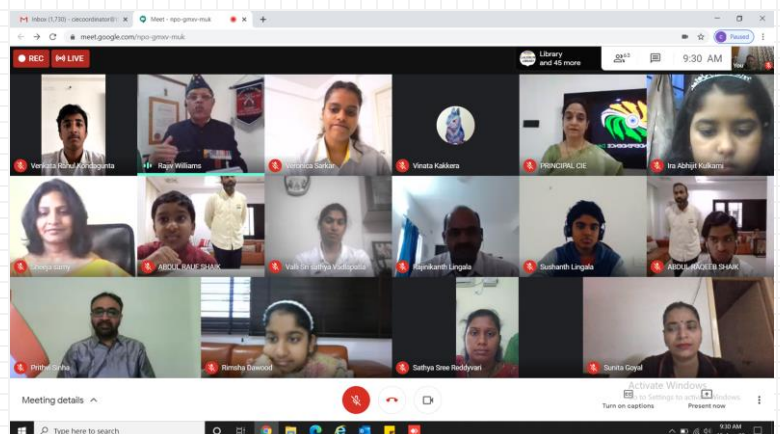 Inbox (1,730) - ciecoordinator@
Meet - npo-gmsv-muk
meet.google.com/npo-gmsv-muk
Paused
REC
LIVE
Library
and 45 more
9:30 AM
You
Venkata Rahul Kondagunta
Rajiv Williams
Veronica Sarkar
Vinata Kakkera
PRINCIPAL CIE
Ira Abhijit Kulkarni
ABDUL RAUF SHAIK
Valli Sri sathya Vadlapatla
Rajnikanth Lingala
Sushanth Lingala
ABDUL RAQEEB SHAIK
Prithvi Sinha
Rimsha Dawood
Sathya Sree Reddyvari
Sunita Goyal
Meeting details
Activate Windows
Go to Settings to activate Windows.
Turn on captions
Present now
Type here to search
9:30 AM